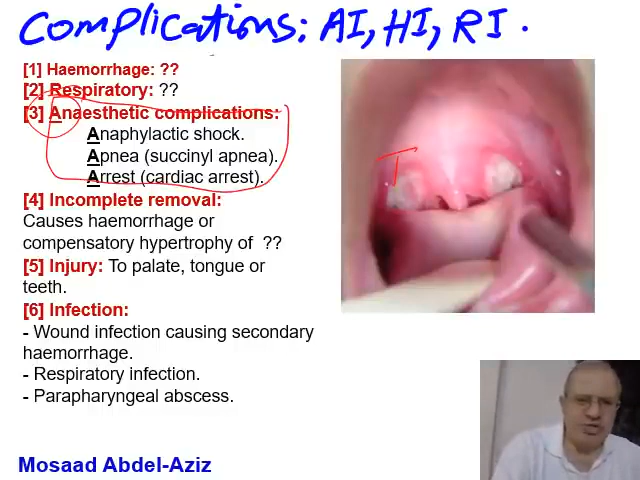 Complications: AI, HI, RI.
[1] Haemorrhage: ??
[2] Respiratory: ??
[3] Anaesthetic complications:
Anaphylactic shock.
Apnea (succinyl apnea).
Arrest (cardiac arrest).
[4] Incomplete removal:
Causes haemorrhage or
compensatory hypertrophy of ??
[5] Injury: To palate, tongue or
teeth.
[6] Infection:
- Wound infection causing secondary
haemorrhage.
- Respiratory infection.
- Parapharyngeal abscess.
T
Mosaad Abdel-Aziz